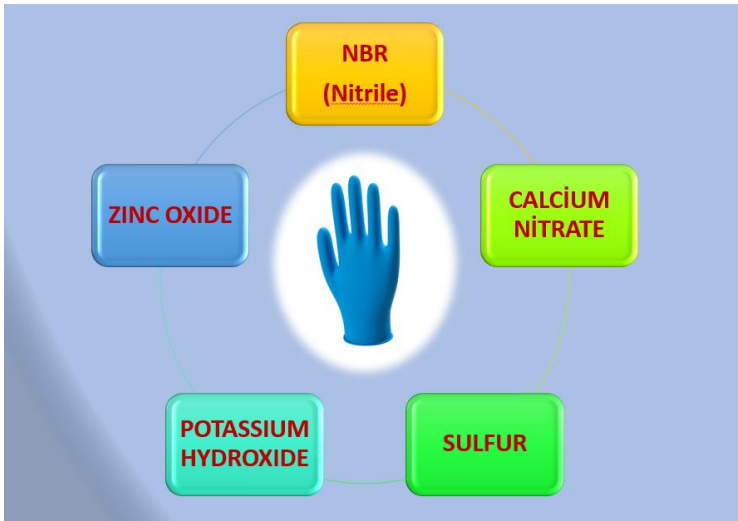 NBR
(Nitrile)
CALCİUM
NİTRATE
SULFUR
POTASSIUM
HYDROXIDE
ZINC OXIDE